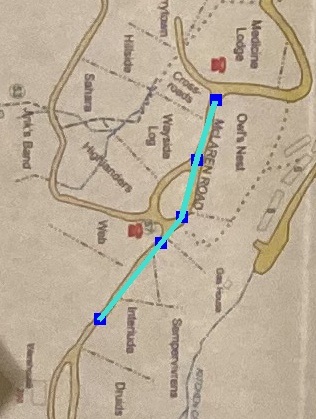 Medicine
Lodge
Hillside
Cross-
roads
Sahara
Owl's Nest
Wayside
Log
McLAREN ROAD
Highlanders
Web
Gas House
Interlude
Sempervirens
Druids